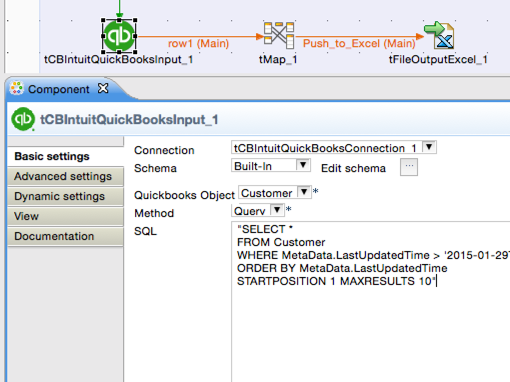 row1 (Main)
Push_to_Excel (Main)
tCBIntuitQuickBooksInput_1
tMap_1
tFileOutputExcel_1
Component
qb tCBIntuitQuickBooksInput_1
Basic settings
Advanced settings
Dynamic settings
View
Documentation
Connection tCBIntuitQuickBooksConnection_1
Schema Built-In Edit schema ...
Quickbooks Object Customer *
Method Query *
SQL
"SELECT *
FROM Customer
WHERE MetaData.LastUpdatedTime > '2015-01-29T
ORDER BY MetaData.LastUpdatedTime
STARTPOSITION 1 MAXRESULTS 10"